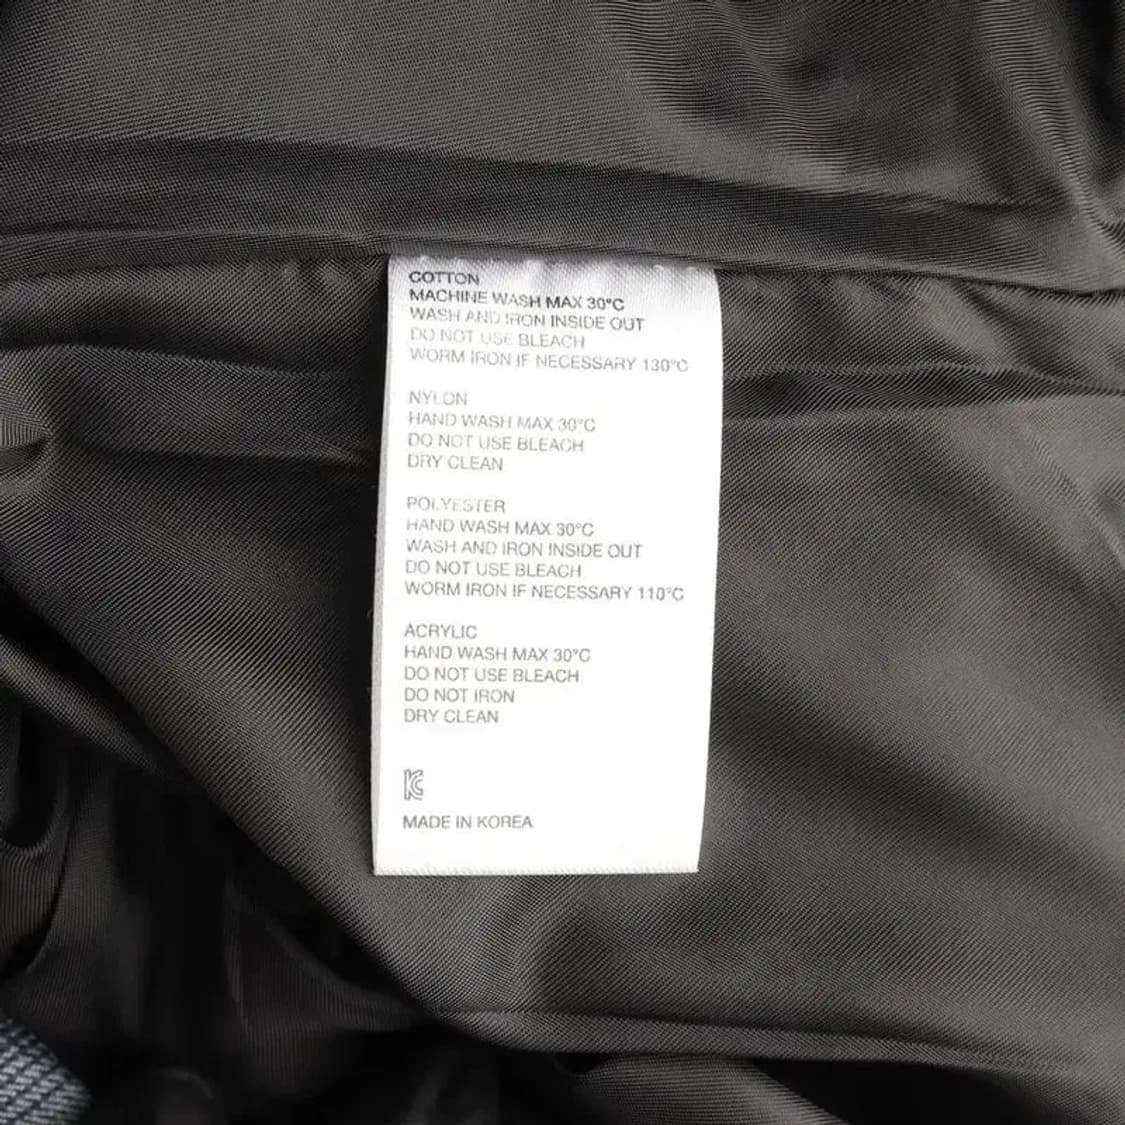 COTTON
MACHINE WASH MAX 30°C
WASH AND IRON INSIDE OUT
DO NOT USE BLEACH
WORM IRON IF NECESSARY 130°C
NYLON
HAND WASH MAX 30°C
DO NOT USE BLEACH
DRY CLEAN
POLYESTER
HAND WASH MAX 30°C
WASH AND IRON INSIDE OUT
DO NOT USE BLEACH
WORM IRON IF NECESSARY 110°C
ACRYLIC
HAND WASH MAX 30°C
DO NOT USE BLEACH
DO NOT IRON
DRY CLEAN
KC
MADE IN KOREA